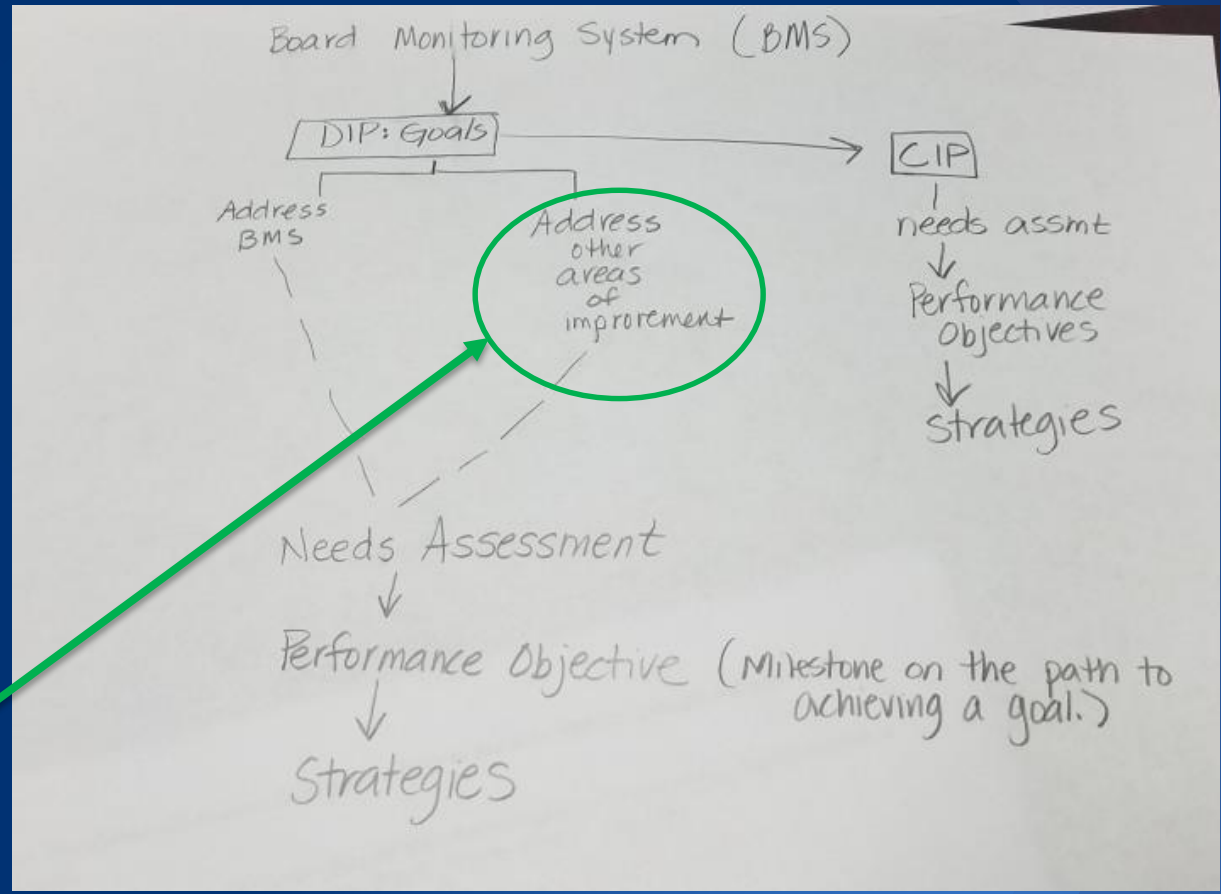 Board Monitoring System (BMS)
DIP: Goals
CIP
Address
BMS
Address
other
areas
of
improvement
needs assmt
Performance
Objectives
Strategies
Needs Assessment
Performance Objective (Milestone on the path to
achieving a goal.)
Strategies